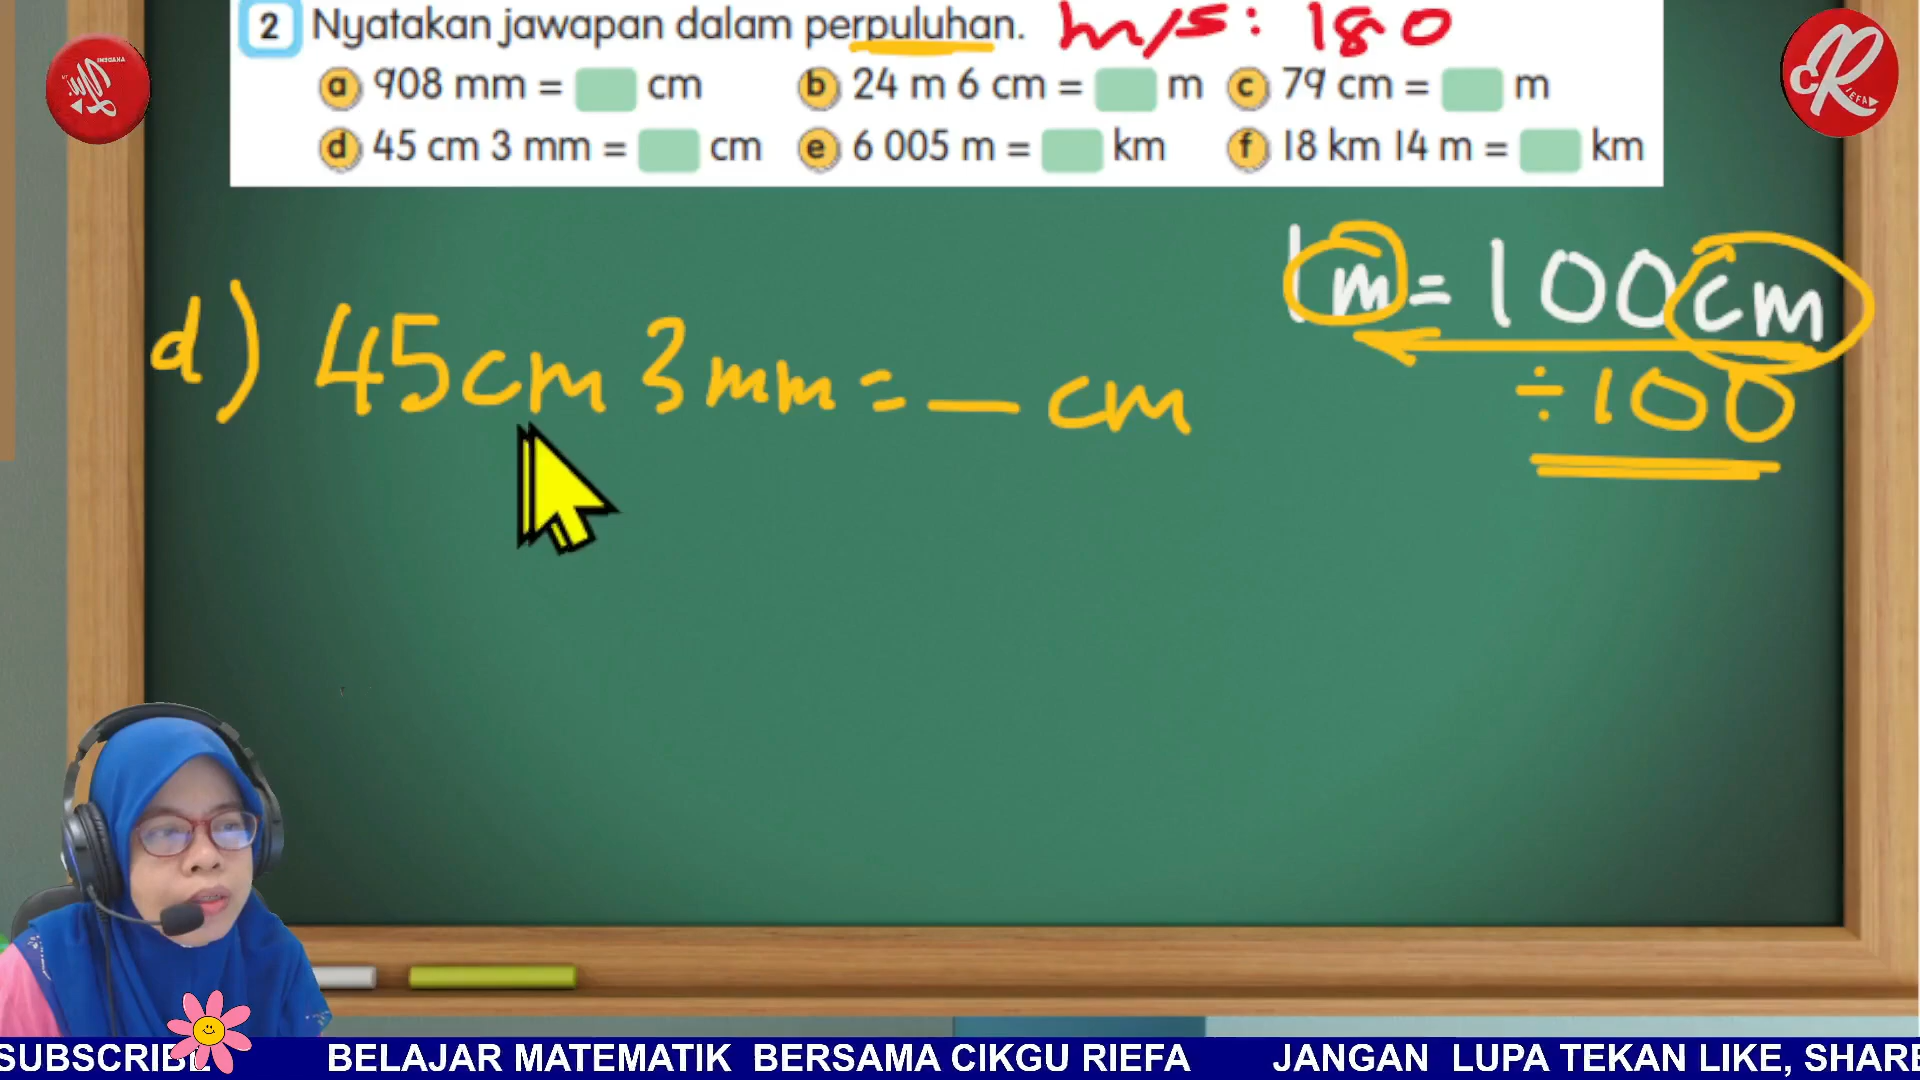 2 Nyatakan jawapan dalam perpuluhan. m/s: 180
a 908 mm = cm b 24 m 6 cm = m c 79 cm = m
d 45 cm 3 mm = cm e 6 005 m = km f 18 km 14 m = km
1m = 100cm
÷100
d) 45cm 3mm = _ cm
CR
RIEFA
SUBSCRIBE BELAJAR MATEMATIK BERSAMA CIKGU RIEFA JANGAN LUPA TEKAN LIKE, SHARE